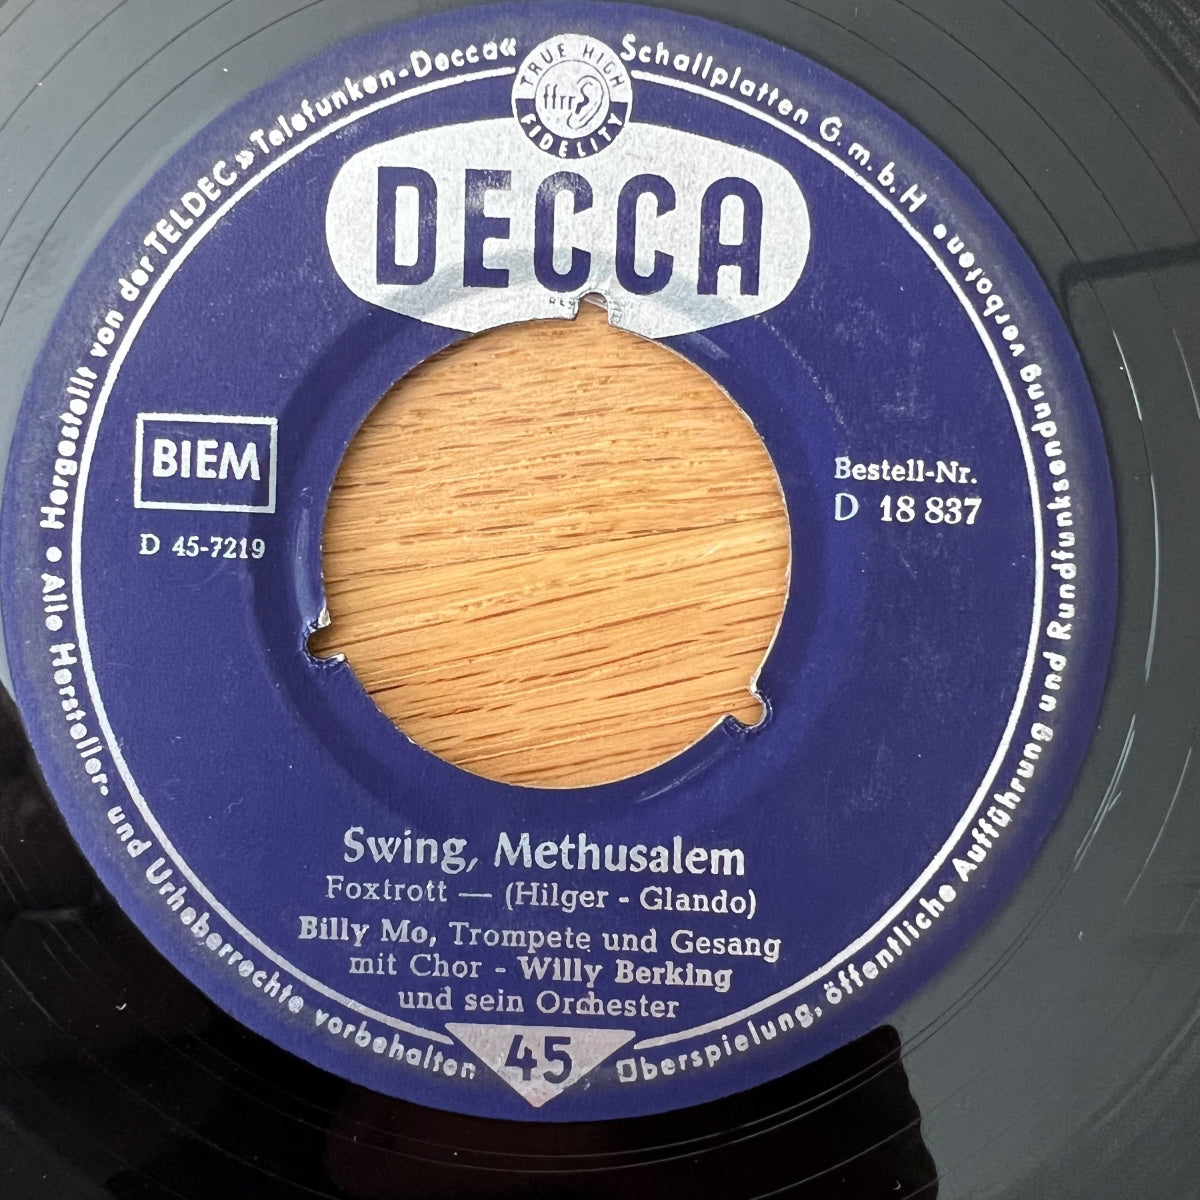 Hergestellt von der TELDEC »Telefunken-Decca« Schallplatten G.m.b.H
TRUE HIGH
ffrr
FIDELITY
DECCA
BIEM
D 45-7219
Bestell-Nr.
D 18 837
Swing, Methusalem
Foxtrott — (Hilger - Glando)
Billy Mo, Trompete und Gesang
mit Chor - Willy Berking
und sein Orchester
45
• Alle Hersteller- und Urheberrechte vorbehalten
Überspielung, öffentliche Aufführung und Rundfunksendung verboten •